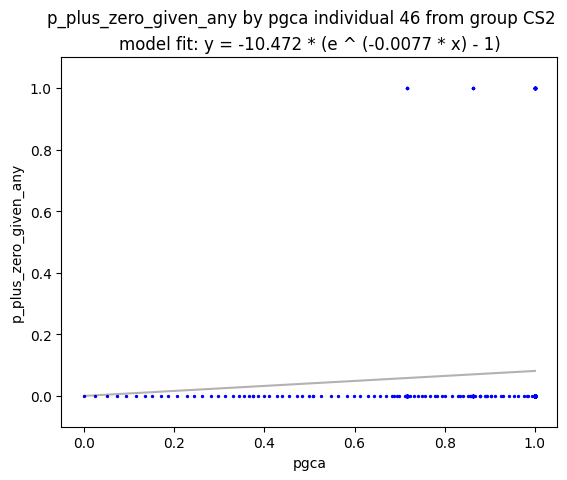 p_plus_zero_given_any by pgca individual 46 from group CS2
model fit: y = -10.472 * (e ^ (-0.0077 * x) - 1)
1.0
0.8
0.6
0.4
0.2
0.0
p_plus_zero_given_any
0.0 0.2 0.4 0.6 0.8 1.0
pgca